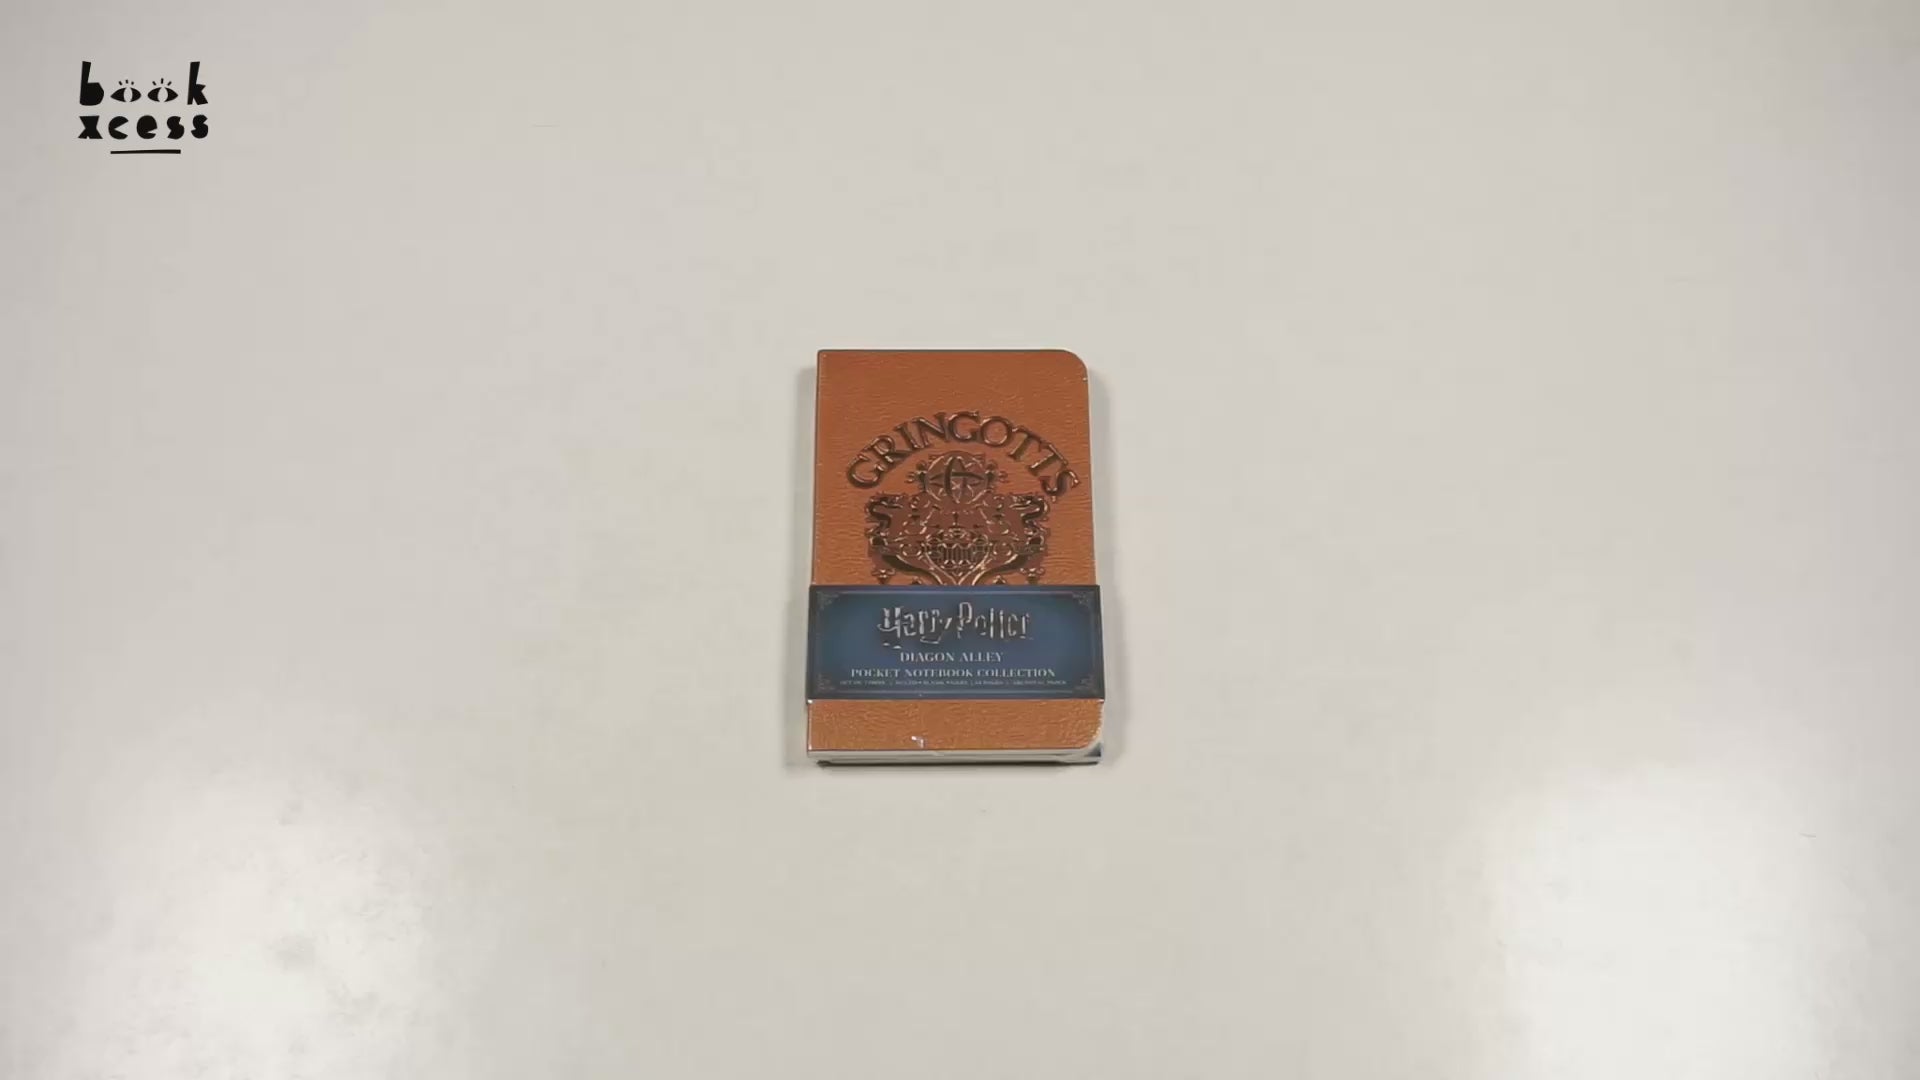 book
xcess
GRINGOTTS
Harry Potter
DIAGON ALLEY
POCKET NOTEBOOK COLLECTION